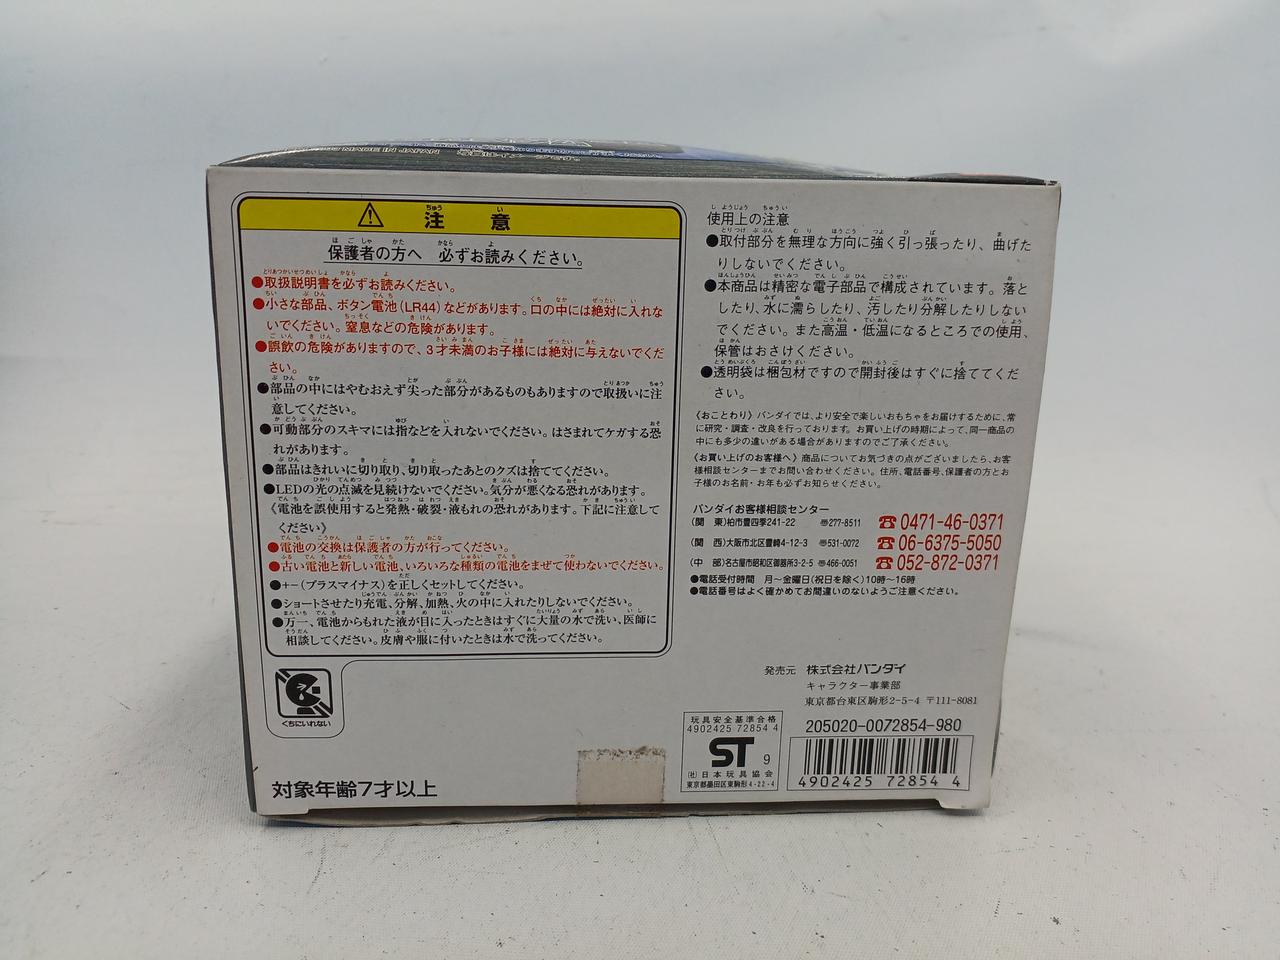 MADE IN JAPAN
⚠ 注意
保護者の方へ 必ずお読みください。
●取扱説明書を必ずお読みください。
●小さな部品、ボタン電池(LR44)などがあります。口の中には絶対に入れな
いでください。窒息などの危険があります。
●誤飲の危険がありますので、3才未満のお子様には絶対に与えないでくだ
さい。
●部品の中にはやむおえず尖った部分があるものもありますので取扱いに注
意してください。
●可動部分のスキマには指などを入れないでください。はさまれてケガする恐
れがあります。
●部品はきれいに切り取り、切り取ったあとのクズは捨ててください。
●LEDの光の点滅を見続けないでください。気分が悪くなる恐れがあります。
《電池を誤使用すると発熱・破裂・液もれの恐れがあります。下記に注意して
ください》
●電池の交換は保護者の方が行ってください。
●古い電池と新しい電池、いろいろな種類の電池をまぜて使わないでください。
●+-(プラスマイナス)を正しくセットしてください。
●ショートさせたり充電、分解、加熱、火の中に入れたりしないでください。
●万一、電池からもれた液が目に入ったときはすぐに大量の水で洗い、医師に
相談してください。皮膚や服に付いたときは水で洗ってください。
くちにいれない
対象年齢7才以上
使用上の注意
●取付部分を無理な方向に強く引っ張ったり、曲げた
りしないでください。
●本商品は精密な電子部品で構成されています。落と
したり、水に濡らしたり、汚したり分解したりしない
でください。また高温・低温になるところでの使用、
保管はおさけください。
●透明袋は梱包材ですので開封後はすぐに捨ててくだ
さい。
《おことわり》バンダイでは、より安全で楽しいおもちゃをお届けするために、常
に研究・調査・改良を行っております。お買い上げの時期によって、同一商品の
中にも多少の違いがある場合がありますのでご了承ください。
《お買い上げのお客様へ》商品についてお気づきの点がございましたら、お客
様相談センターまでお問い合わせください。住所、電話番号、保護者の方とお
子様のお名前・お年も必ずお知らせください。
バンダイお客様相談センター
(関 東)柏市豊四季241-22 〠277-8511 ☎0471-46-0371
(関 西)大阪市北区豊崎4-12-3 〠531-0072 ☎06-6375-5050
(中 部)名古屋市昭和区御器所3-2-5 〠466-0051 ☎052-872-0371
●電話受付時間 月〜金曜日(祝日を除く)10時〜16時
●電話番号はよく確かめてお間違いのないようご注意ください。
発売元 株式会社バンダイ
キャラクター事業部
東京都台東区駒形2-5-4 〒111-8081
205020-0072854-980
4902425 72854 4
玩具安全基準合格
4902425 72854 4
ST 9
(社)日本玩具協会
東京都墨田区東駒形4-22-4